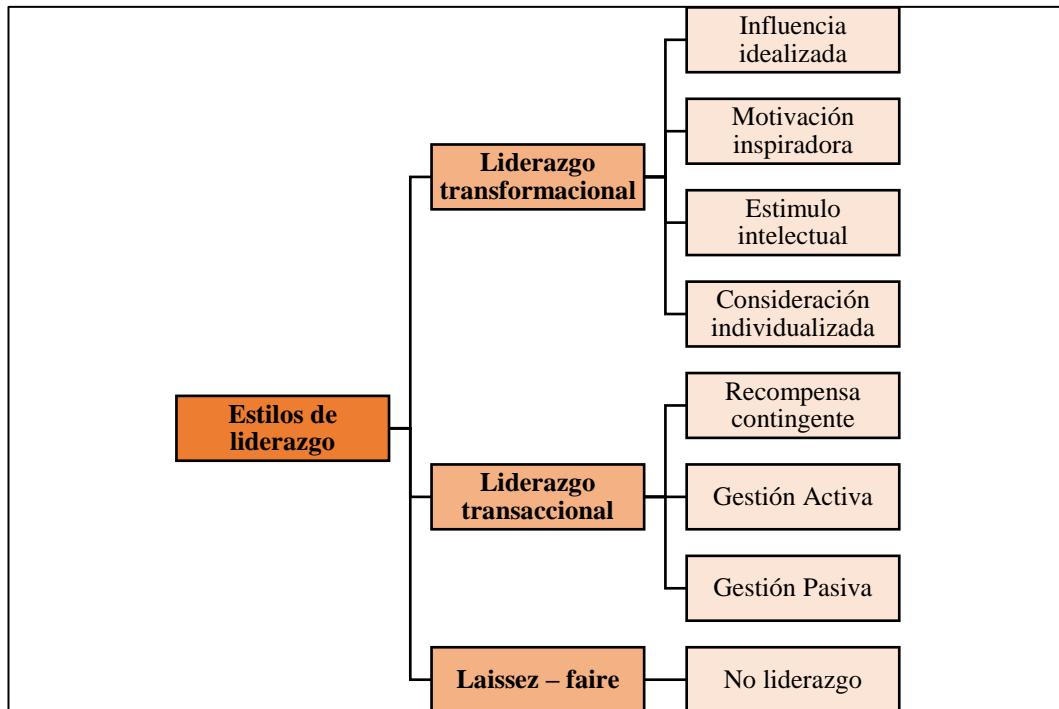 Influencia
idealizada
Motivación
inspiradora
Liderazgo
transformacional
Estimulo
intelectual
Consideración
individualizada
Estilos de
liderazgo
Recompensa
contingente
Liderazgo
transaccional
Gestión Activa
Gestión Pasiva
Laissez – faire
No liderazgo